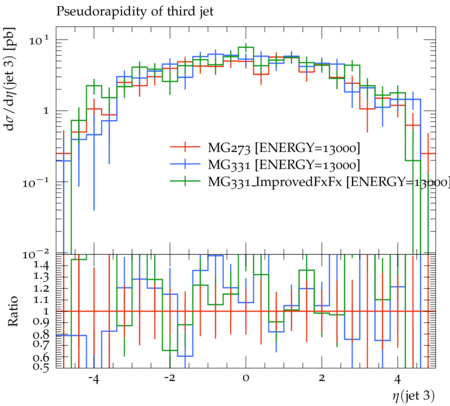 Pseudorapidity of third jet
dσ/dη(jet 3) [pb]
10¹
1
10⁻¹
10⁻²
MG273 [ENERGY=13000]
MG331 [ENERGY=13000]
MG331_ImprovedFxFx [ENERGY=13000]
Ratio
1.4
1.3
1.2
1.1
1
0.9
0.8
0.7
0.6
0.5
-4 -2 0 2 4
η(jet 3)